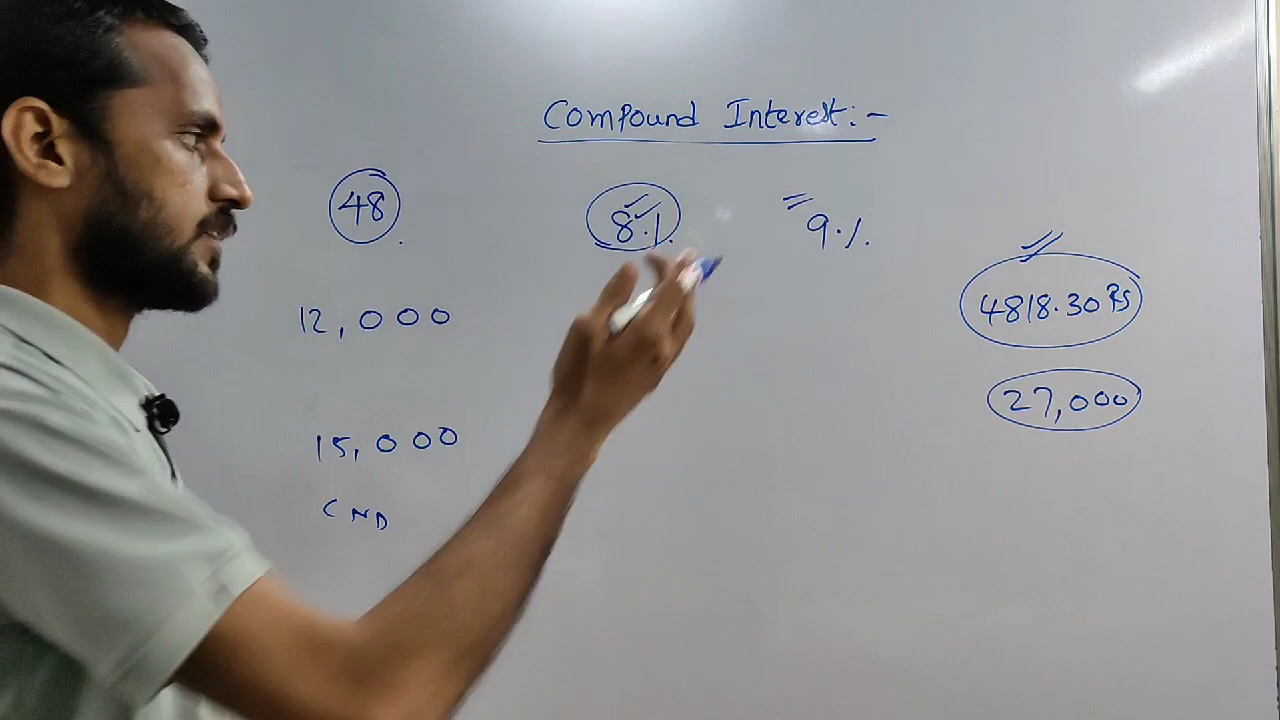 Compound Interest:-
48
8%
9%
4818.30 Rs
12,000
27,000
15,000
CND